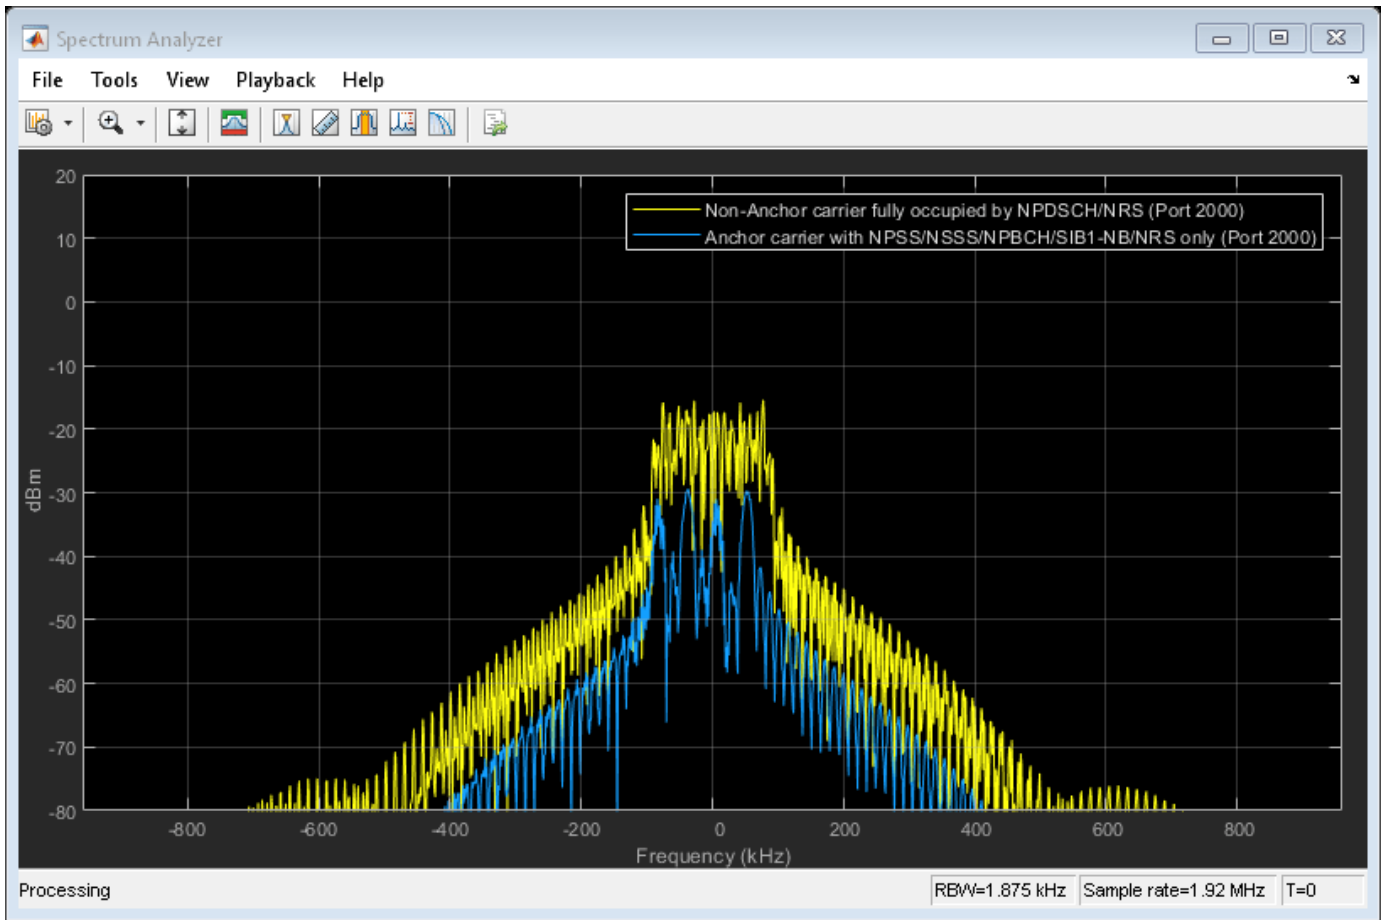 Spectrum Analyzer
File Tools View Playback Help
Non-Anchor carrier fully occupied by NPDSCH/NRS (Port 2000)
Anchor carrier with NPSS/NSSS/NPBCH/SIB1-NB/NRS only (Port 2000)
20
10
0
-10
-20
-30
-40
-50
-60
-70
-80
dBm
-800 -600 -400 -200 0 200 400 600 800
Frequency (kHz)
Processing RBW=1.875 kHz Sample rate=1.92 MHz T=0